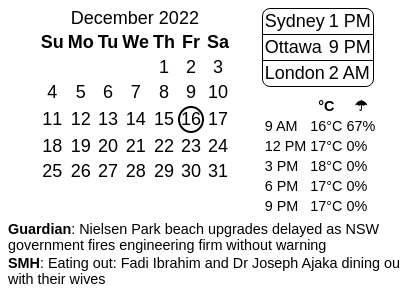 December 2022
Su Mo Tu We Th Fr Sa
1 2 3
4 5 6 7 8 9 10
11 12 13 14 15 16 17
18 19 20 21 22 23 24
25 26 27 28 29 30 31
Sydney 1 PM
Ottawa 9 PM
London 2 AM
°C ☂
9 AM 16°C 67%
12 PM 17°C 0%
3 PM 18°C 0%
6 PM 17°C 0%
9 PM 17°C 0%
Guardian: Nielsen Park beach upgrades delayed as NSW
government fires engineering firm without warning
SMH: Eating out: Fadi Ibrahim and Dr Joseph Ajaka dining ou
with their wives